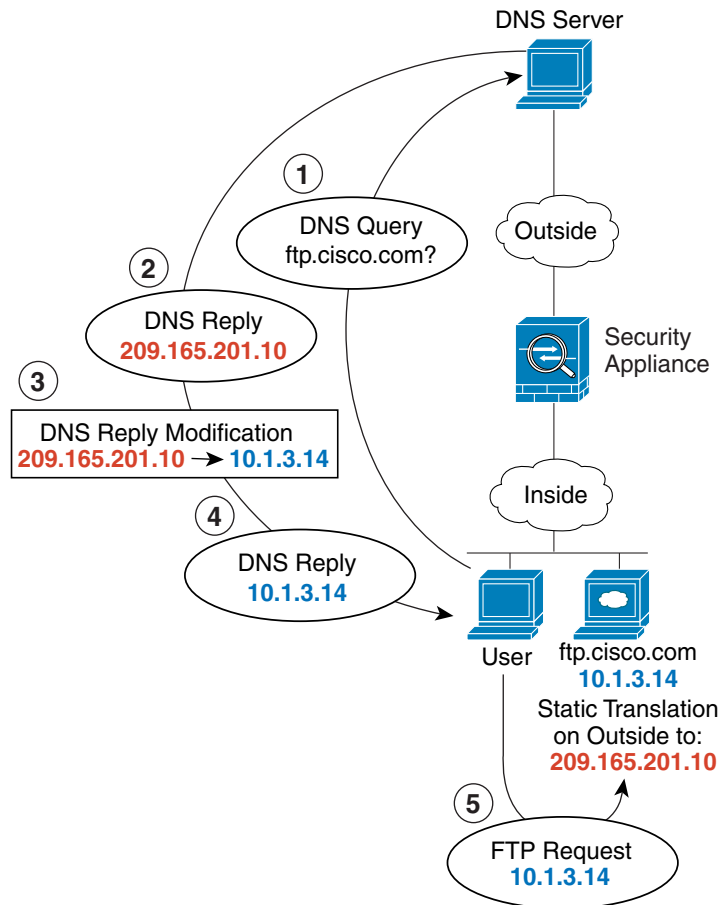 DNS Server
1
DNS Query
ftp.cisco.com?
Outside
2
DNS Reply
209.165.201.10
Security
Appliance
3
DNS Reply Modification
209.165.201.10 → 10.1.3.14
Inside
4
DNS Reply
10.1.3.14
User
ftp.cisco.com
10.1.3.14
Static Translation
on Outside to:
209.165.201.10
5
FTP Request
10.1.3.14